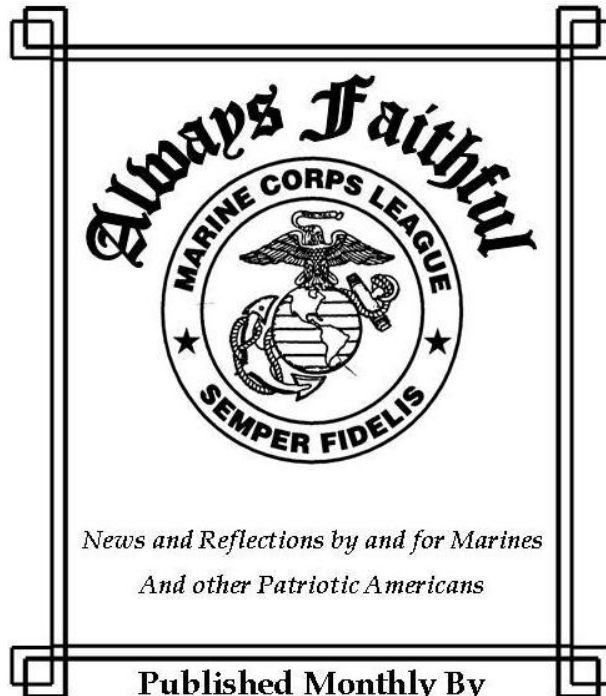 Always Faithful
MARINE CORPS LEAGUE
SEMPER FIDELIS
News and Reflections by and for Marines
And other Patriotic Americans
Published Monthly By